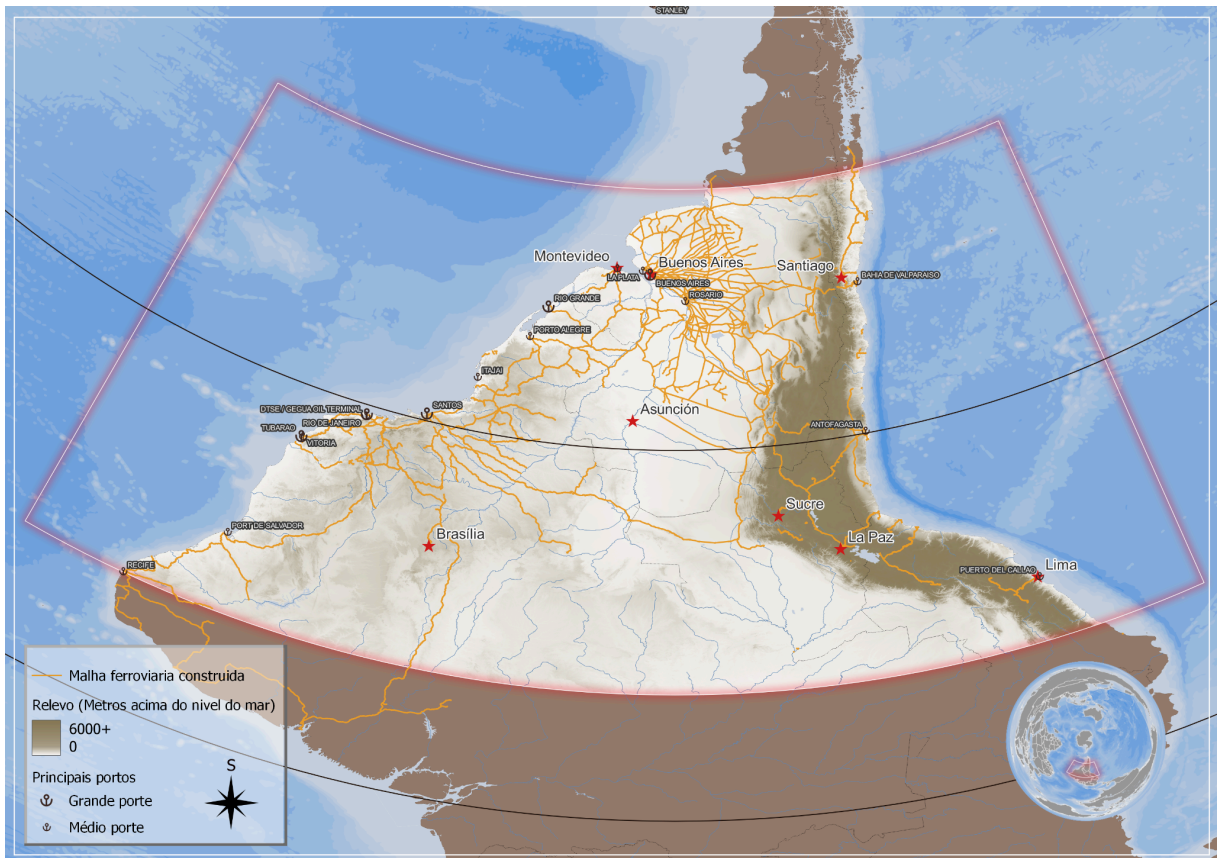 STANLEY
Montevideo
Buenos Aires
LA PLATA
BUENOS AIRES
Santiago
BAHIA DE VALPARAISO
ROSARIO
RIO GRANDE
PORTO ALEGRE
ITAJAI
SANTOS
DTSE / GEGUA OIL TERMINAL
RIO DE JANEIRO
TUBARAO
VITORIA
Asunción
ANTOFAGASTA
Sucre
PORT DE SALVADOR
Brasília
La Paz
RECIFE
PUERTO DEL CALLAO
Lima
Malha ferroviaria construida
Relevo (Metros acima do nivel do mar)
6000+
0
Principais portos
Grande porte
Médio porte
S